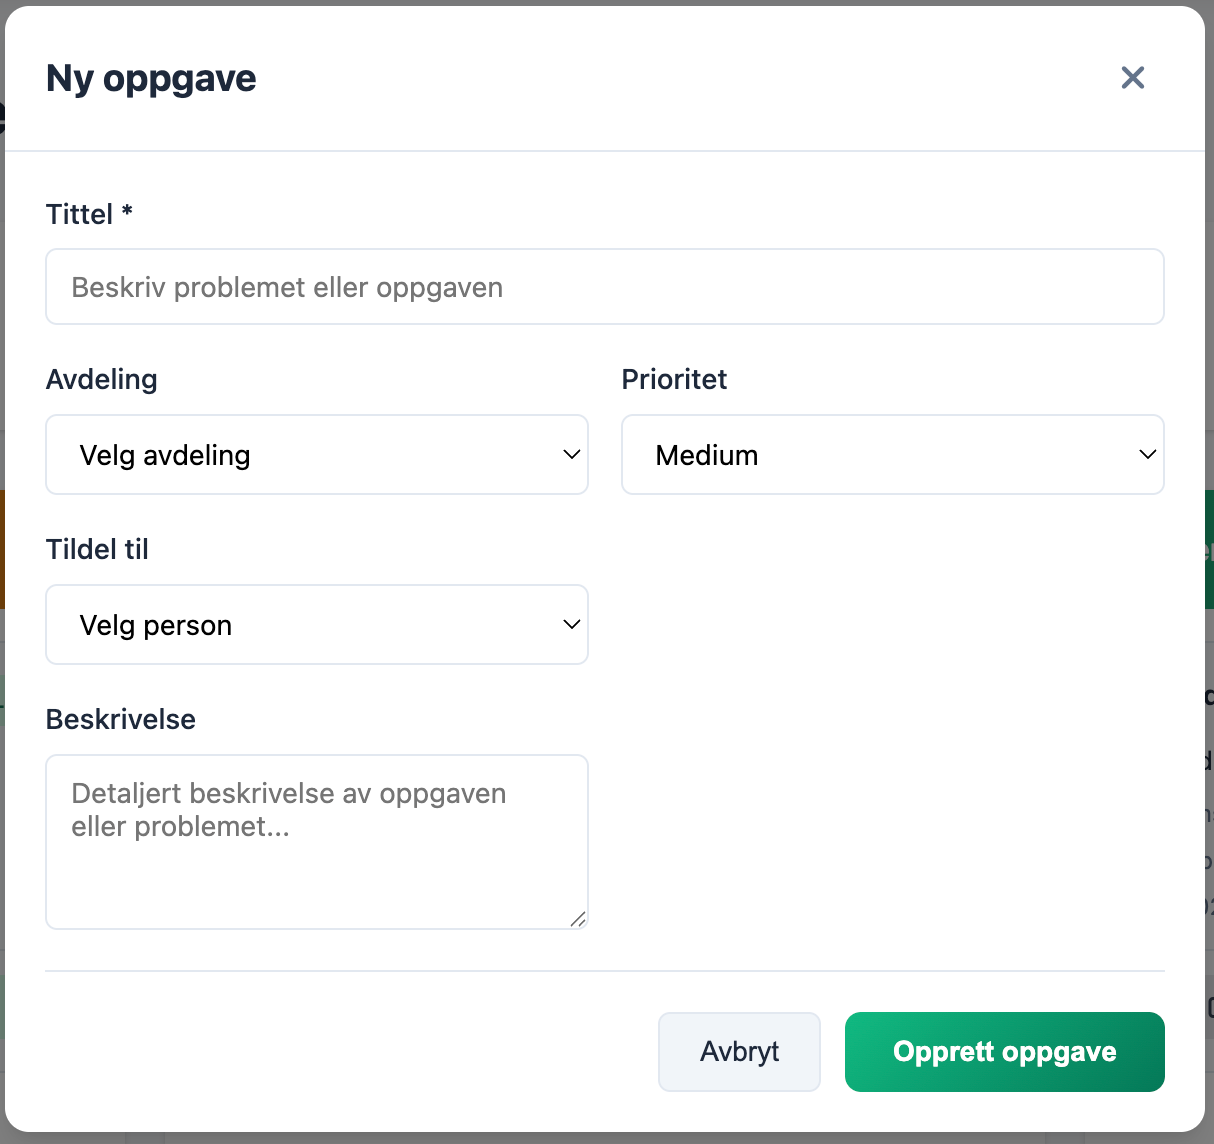 Ny oppgave
Tittel *
Beskriv problemet eller oppgaven
Avdeling
Prioritet
Velg avdeling
Medium
Tildel til
Velg person
Beskrivelse
Detaljert beskrivelse av oppgaven
eller problemet...
Avbryt
Opprett oppgave